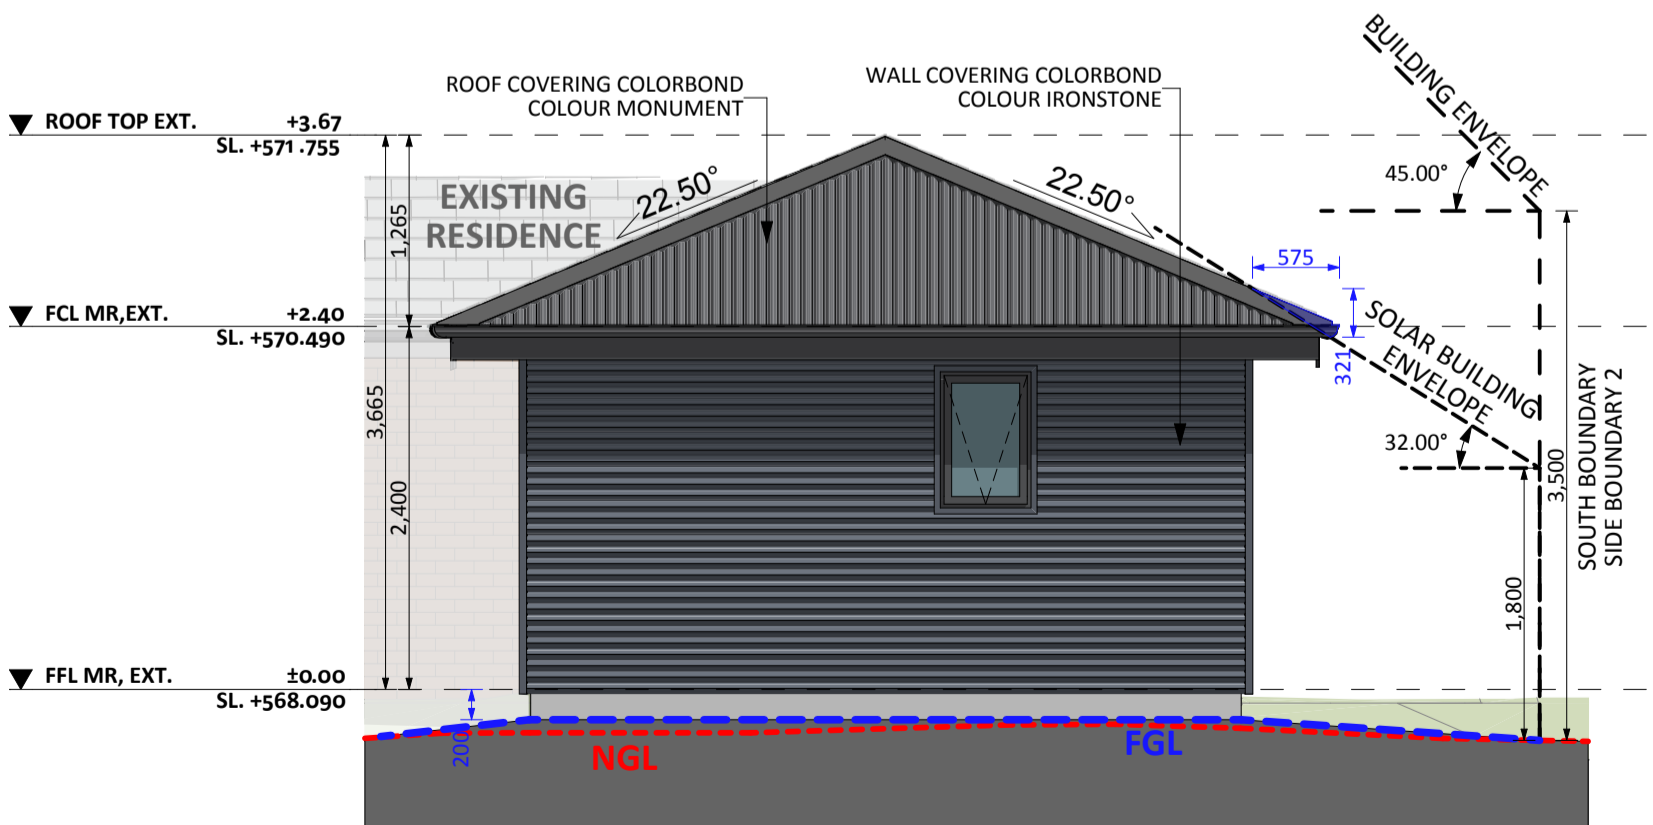 BUILDING ENVELOPE
45.00°
ROOF COVERING COLORBOND
COLOUR MONUMENT
WALL COVERING COLORBOND
COLOUR IRONSTONE
ROOF TOP EXT. +3.67
SL. +571.755
EXISTING
RESIDENCE
22.50°
22.50°
1,265
575
321
FCL MR,EXT. +2.40
SL. +570.490
SOLAR BUILDING
ENVELOPE
32.00°
3,665
2,400
3,500
1,800
SOUTH BOUNDARY
SIDE BOUNDARY 2
FFL MR, EXT. ±0.00
SL. +568.090
200
NGL
FGL